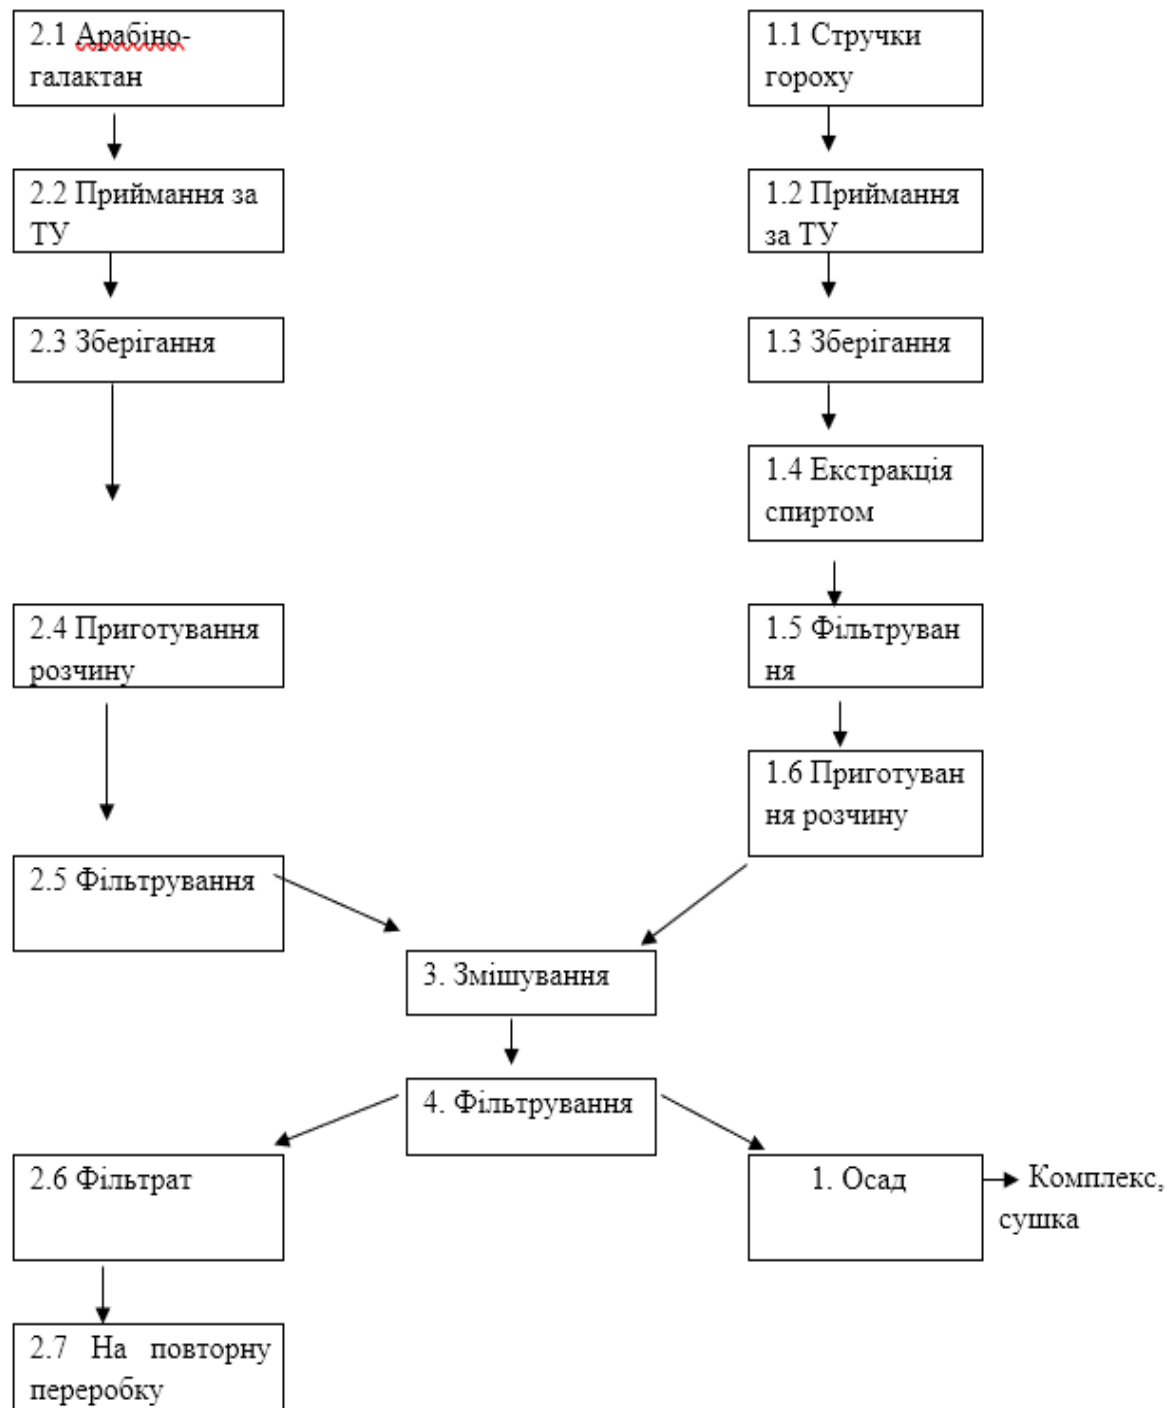 2.1 Арабіно-
галактан
1.1 Стручки
гороху
2.2 Приймання за
ТУ
1.2 Приймання
за ТУ
2.3 Зберігання
1.3 Зберігання
1.4 Екстракція
спиртом
2.4 Приготування
розчину
1.5 Фільтруван
ня
1.6 Приготуван
ня розчину
2.5 Фільтрування
3. Змішування
4. Фільтрування
2.6 Фільтрат
1. Осад
Комплекс,
сушка
2.7 На повторну
переробку